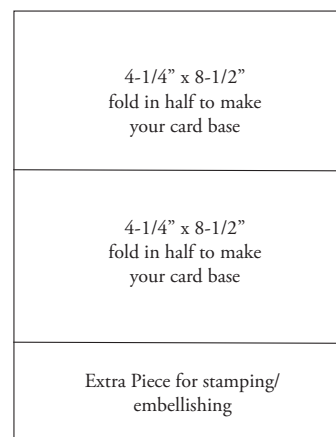 4-1/4” x 8-1/2”
fold in half to make
your card base
4-1/4” x 8-1/2”
fold in half to make
your card base
Extra Piece for stamping/
embellishing